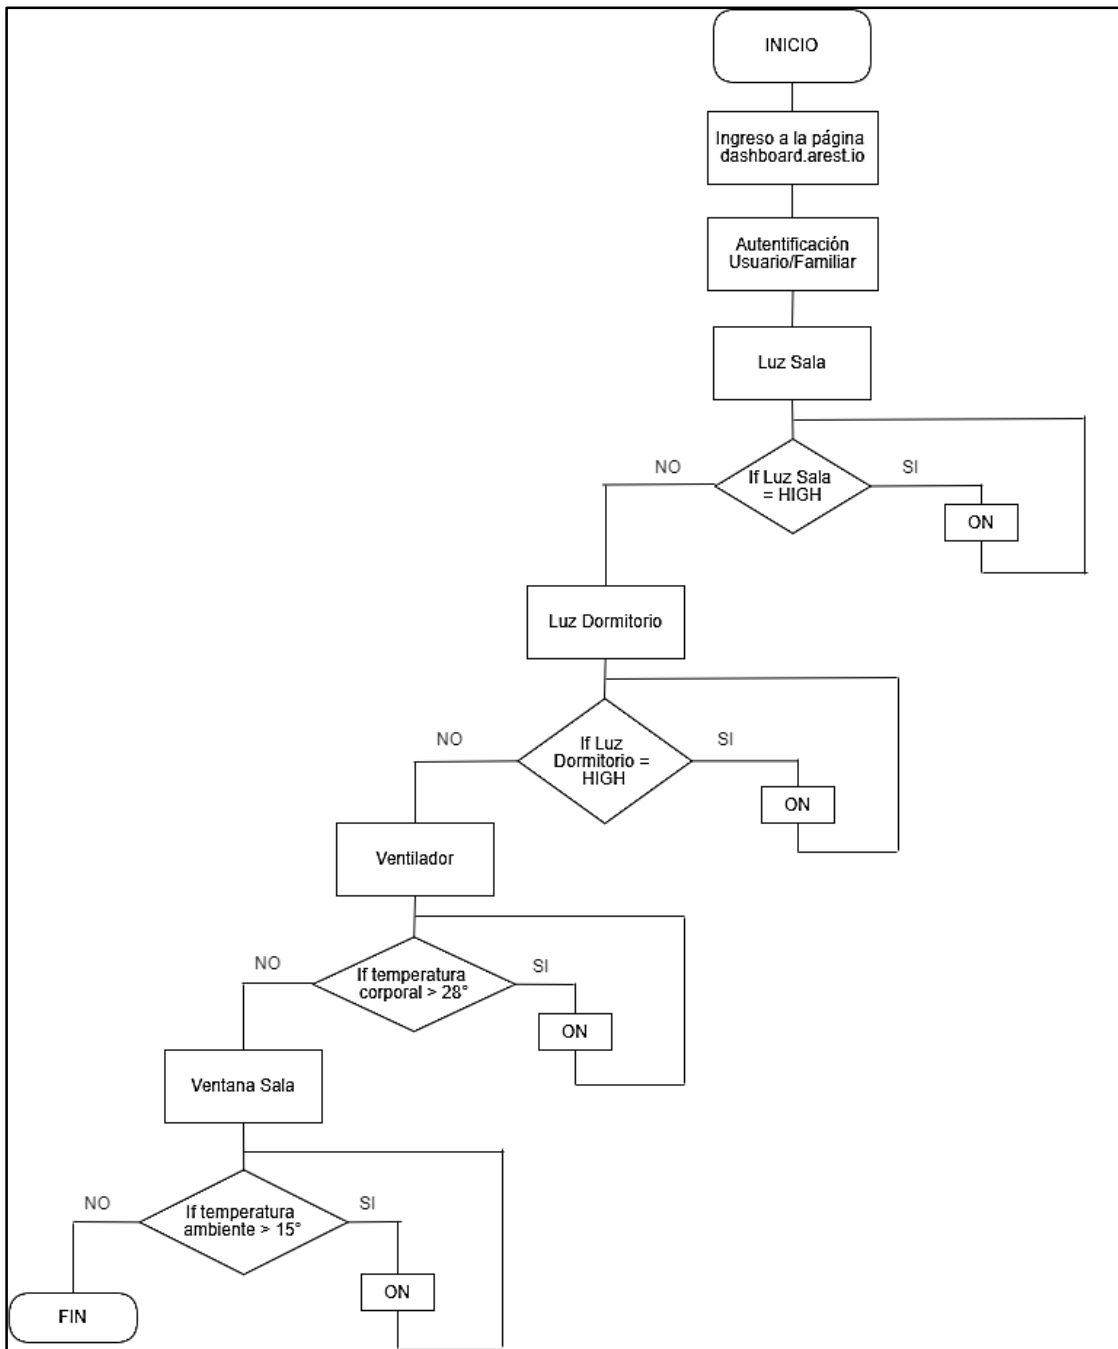 INICIO
Ingreso a la página
dashboard.arest.io
Autentificación
Usuario/Familiar
Luz Sala
NO
If Luz Sala
= HIGH
SI
ON
Luz Dormitorio
NO
If Luz
Dormitorio =
HIGH
SI
ON
Ventilador
NO
If temperatura
corporal > 28°
SI
ON
Ventana Sala
NO
If temperatura
ambiente > 15°
SI
ON
FIN